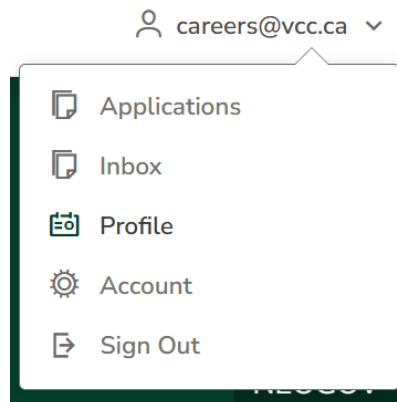 careers@vcc.ca
Applications
Inbox
Profile
Account
Sign Out